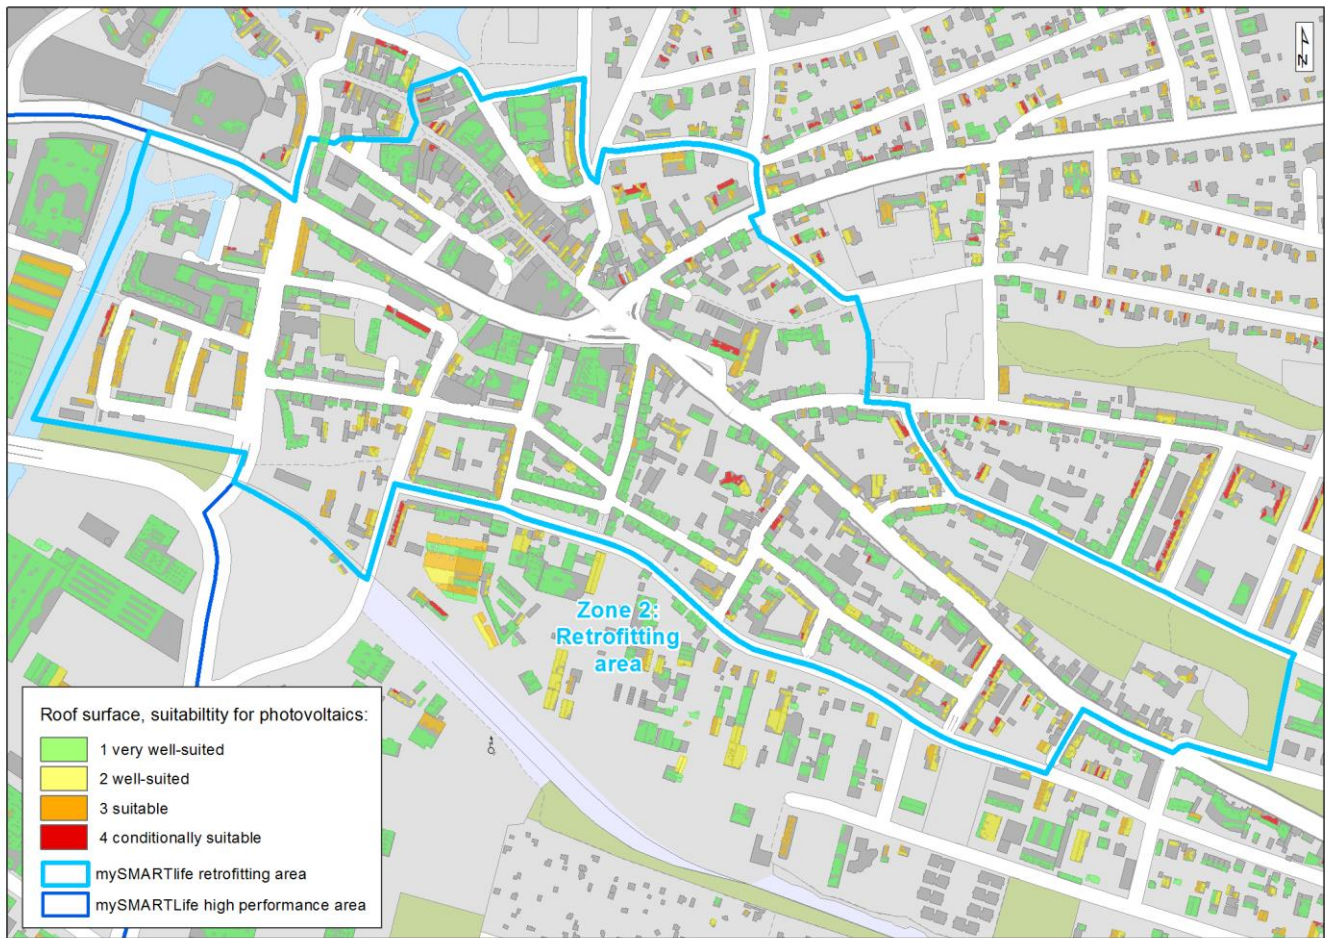 N
Zone 2:
Retrofitting
area
Roof surface, suitabiltity for photovoltaics:
1 very well-suited
2 well-suited
3 suitable
4 conditionally suitable
mySMARTlife retrofitting area
mySMARTLife high performance area